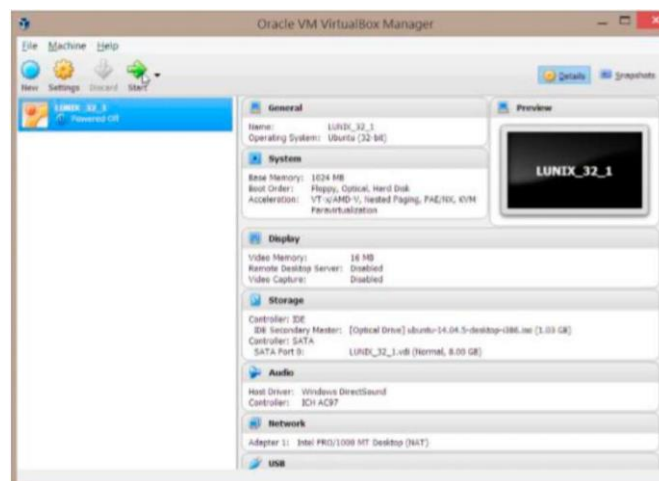 Oracle VM VirtualBox Manager
File Machine Help
New Settings Discard Start
Details Snapshots
LUNIX_32_1
Powered Off
General
Name: LUNIX_32_1
Operating System: Ubuntu (32-bit)
System
Base Memory: 1024 MB
Boot Order: Floppy, Optical, Hard Disk
Acceleration: VT-x/AMD-V, Nested Paging, PAE/NX, KVM
Paravirtualization
Preview
LUNIX_32_1
Display
Video Memory: 16 MB
Remote Desktop Server: Disabled
Video Capture: Disabled
Storage
Controller: IDE
IDE Secondary Master: [Optical Drive] ubuntu-14.04.5-desktop-i386.iso (1.03 GB)
Controller: SATA
SATA Port 0: LUNIX_32_1.vdi (Normal, 8.00 GB)
Audio
Host Driver: Windows DirectSound
Controller: ICH AC97
Network
Adapter 1: Intel PRO/1000 MT Desktop (NAT)
USB